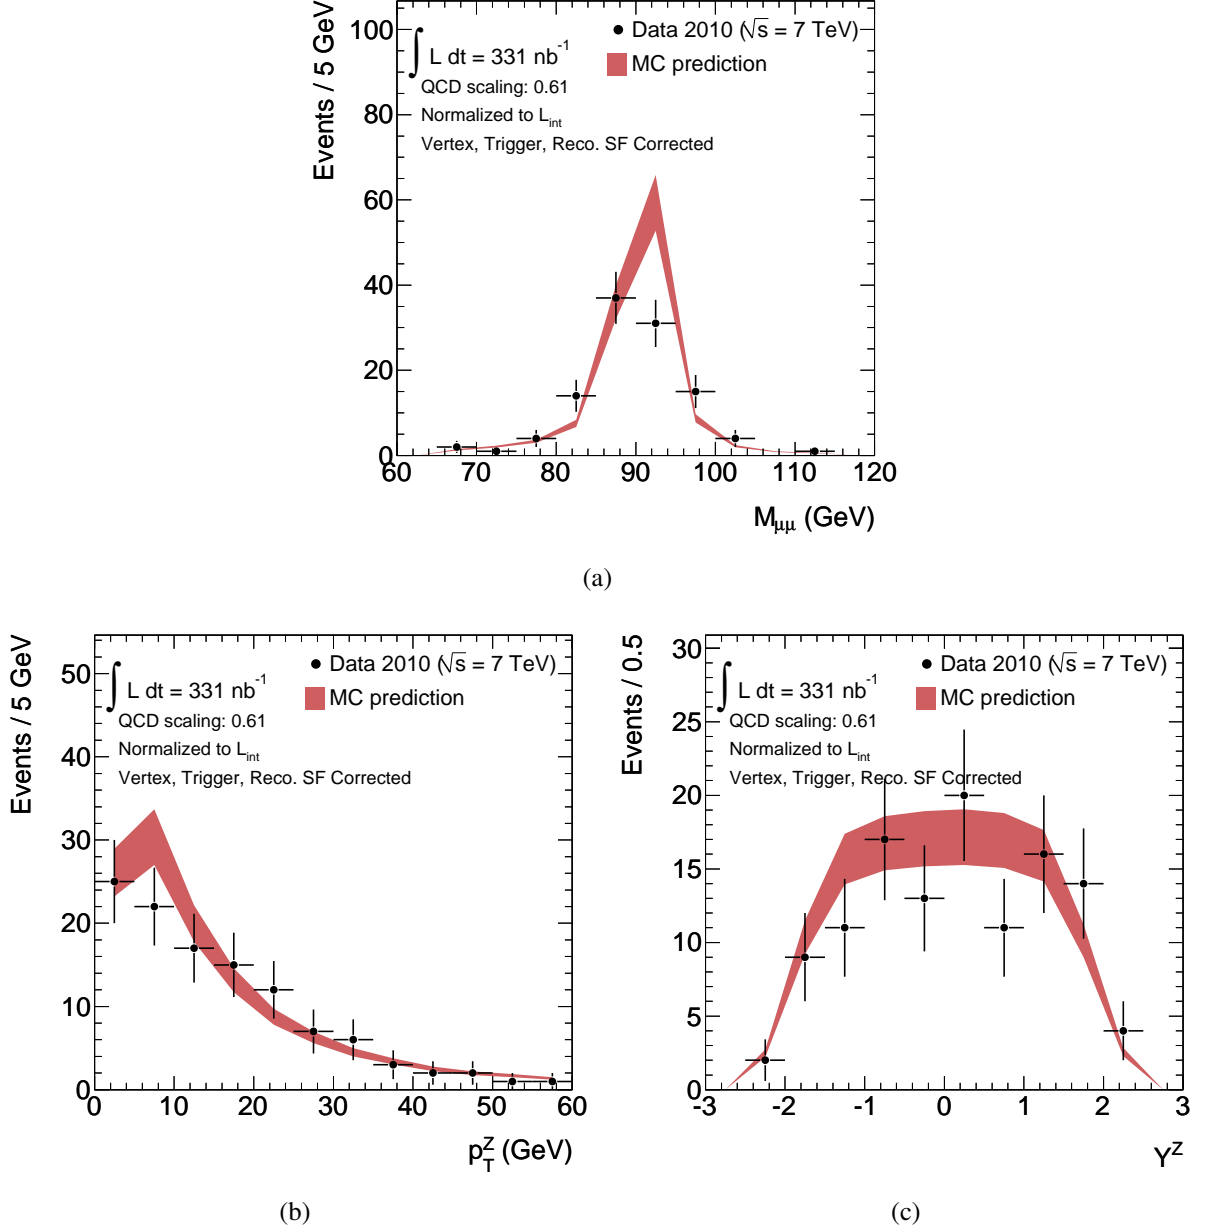 Events / 5 GeV
100
80
60
40
20
0
∫ L dt = 331 nb⁻¹
QCD scaling: 0.61
Normalized to L_int
Vertex, Trigger, Reco. SF Corrected
Data 2010 (√s = 7 TeV)
MC prediction
60 70 80 90 100 110 120
M_μμ (GeV)
(a)
Events / 5 GeV
50
40
30
20
10
0
∫ L dt = 331 nb⁻¹
QCD scaling: 0.61
Normalized to L_int
Vertex, Trigger, Reco. SF Corrected
Data 2010 (√s = 7 TeV)
MC prediction
0 10 20 30 40 50 60
p_T^Z (GeV)
(b)
Events / 0.5
30
25
20
15
10
5
0
∫ L dt = 331 nb⁻¹
QCD scaling: 0.61
Normalized to L_int
Vertex, Trigger, Reco. SF Corrected
Data 2010 (√s = 7 TeV)
MC prediction
-3 -2 -1 0 1 2 3
Y^Z
(c)